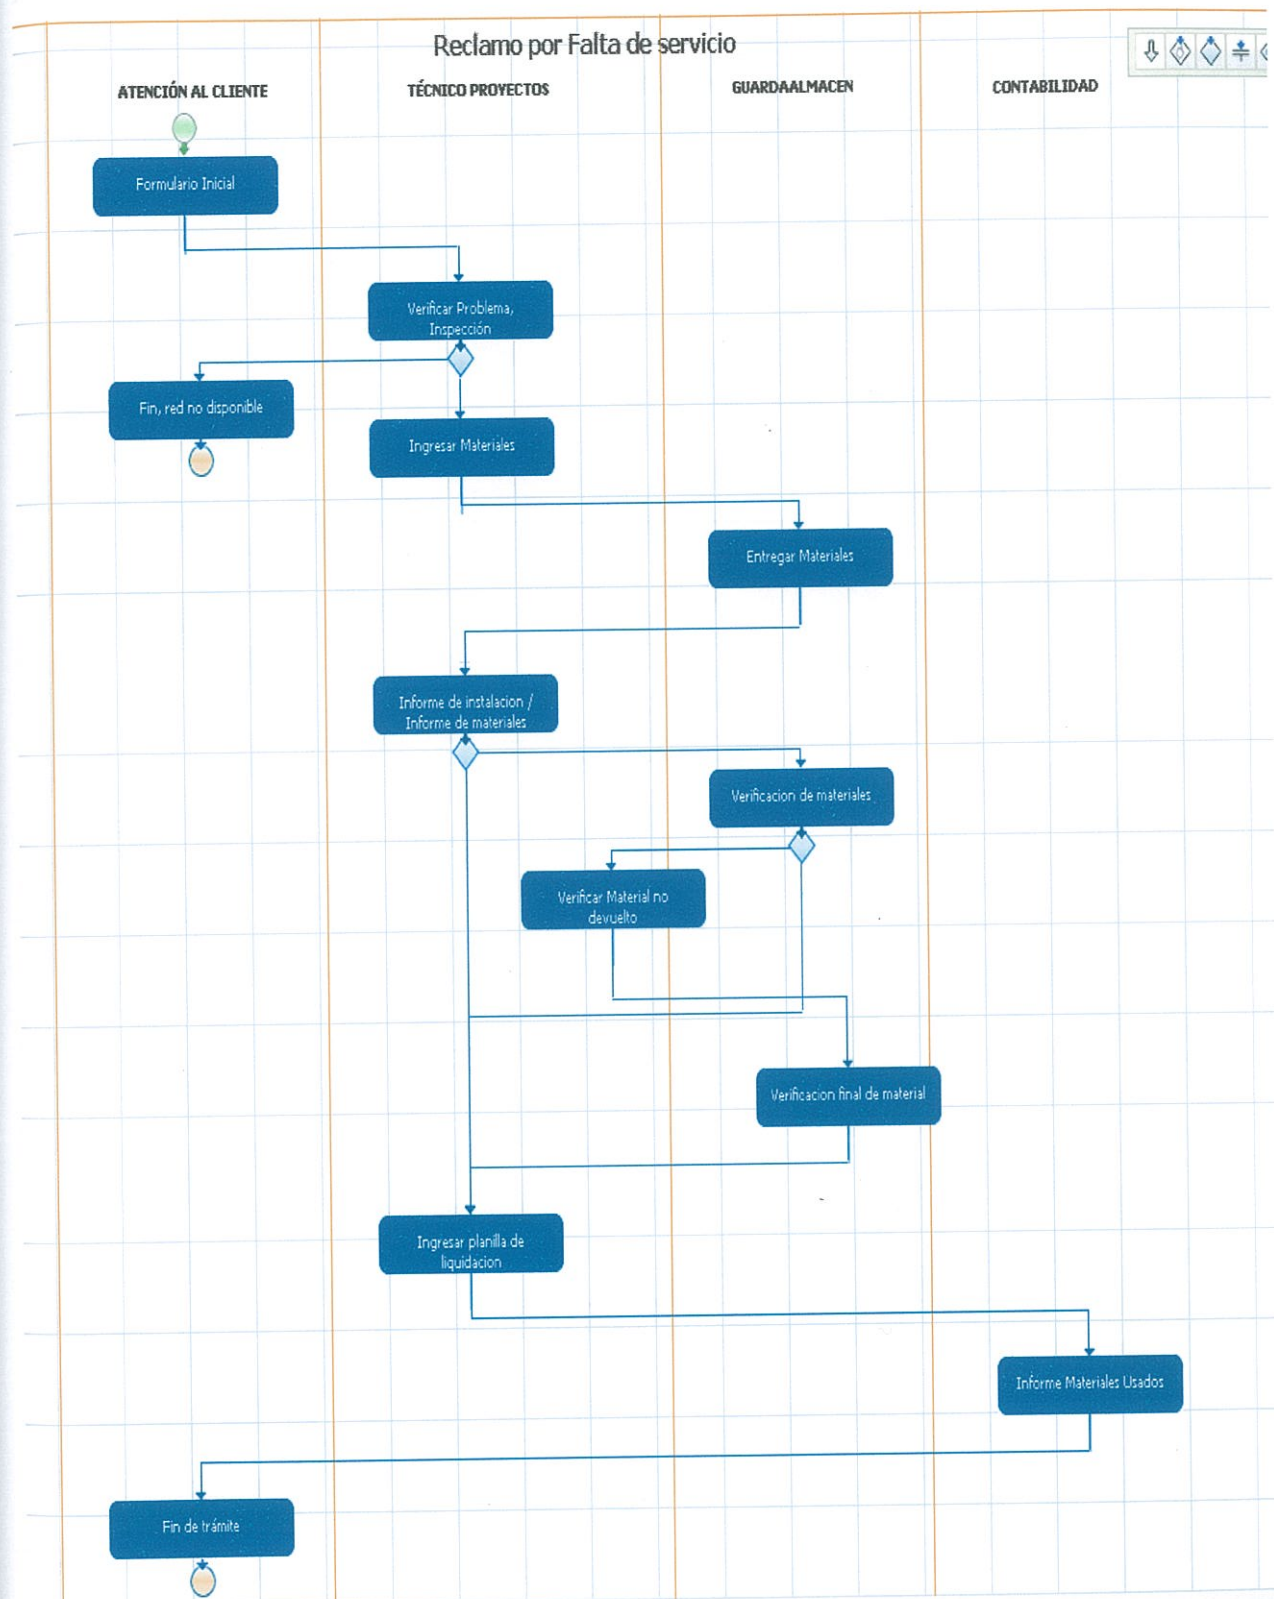 Reclamo por Falta de servicio
ATENCIÓN AL CLIENTE
TÉCNICO PROYECTOS
GUARDAALMACEN
CONTABILIDAD
Formulario Inicial
Verificar Problema,
Inspección
Fin, red no disponible
Ingresar Materiales
Entregar Materiales
Informe de instalacion /
Informe de materiales
Verificacion de materiales
Verificar Material no
devuelto
Verificacion final de material
Ingresar planilla de
liquidacion
Informe Materiales Usados
Fin de trámite